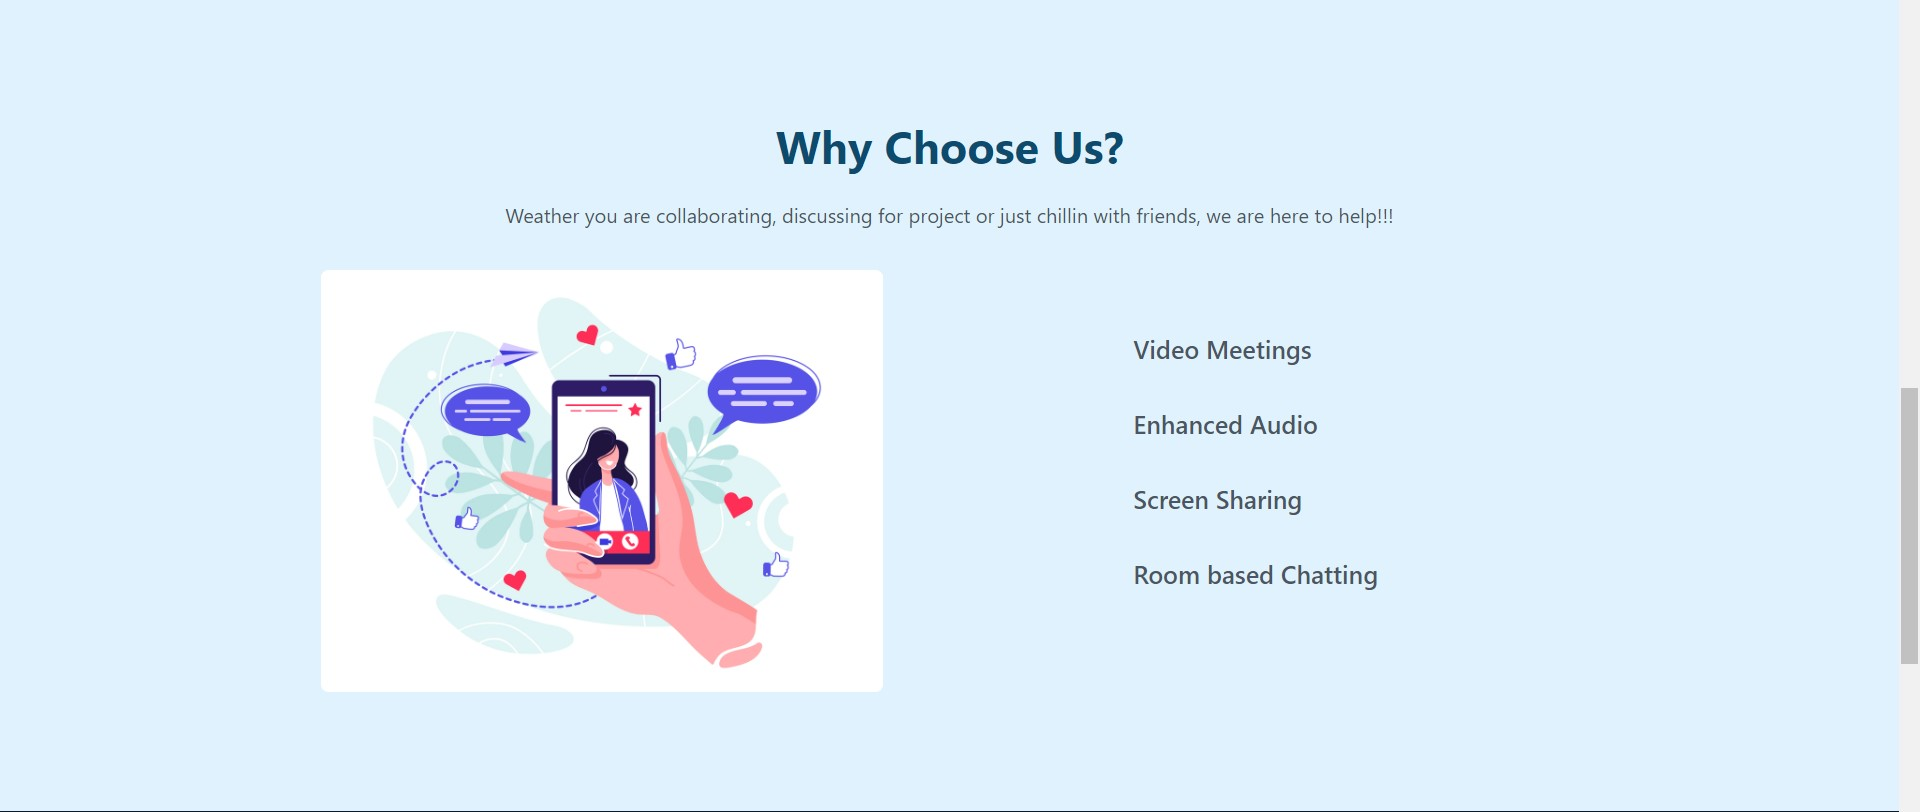 Why Choose Us?
Weather you are collaborating, discussing for project or just chillin with friends, we are here to help!!!
Video Meetings
Enhanced Audio
Screen Sharing
Room based Chatting